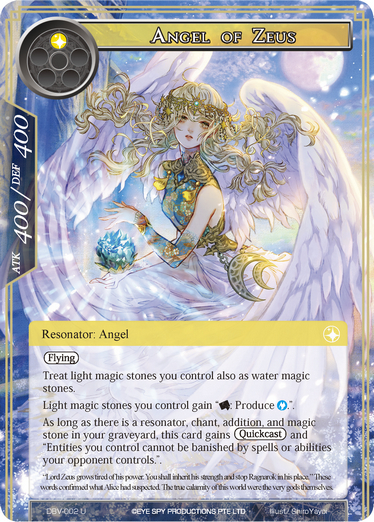 Angel of Zeus
ATK 400/DEF 400
Resonator: Angel
Flying
Treat light magic stones you control also as water magic
stones.
Light magic stones you control gain “: Produce .”.
As long as there is a resonator, chant, addition, and magic
stone in your graveyard, this card gains Quickcast and
“Entities you control cannot be banished by spells or abilities
your opponent controls.”.
"Lord Zeus grows tired of his power. You shall inherit his strength and stop Ragnarok in his place." These
words confirmed what Alice had suspected. The true calamity of this world were the very gods themselves.
DBV-002 U ©EYE SPY PRODUCTIONS PTE LTD Illust/ ShiroYayoi